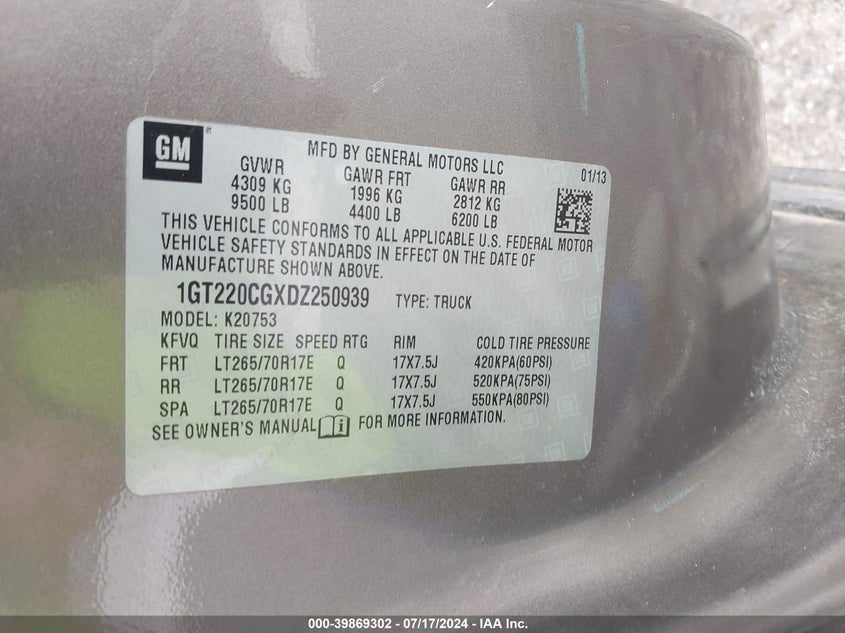 GM®
MFD BY GENERAL MOTORS LLC
01/13
GVWR GAWR FRT GAWR RR
4309 KG 1996 KG 2812 KG
9500 LB 4400 LB 6200 LB
THIS VEHICLE CONFORMS TO ALL APPLICABLE U.S. FEDERAL MOTOR
VEHICLE SAFETY STANDARDS IN EFFECT ON THE DATE OF
MANUFACTURE SHOWN ABOVE.
1GT220CGXDZ250939 TYPE: TRUCK
MODEL: K20753
KFVQ TIRE SIZE SPEED RTG RIM COLD TIRE PRESSURE
FRT LT265/70R17E Q 17X7.5J 420KPA(60PSI)
RR LT265/70R17E Q 17X7.5J 520KPA(75PSI)
SPA LT265/70R17E Q 17X7.5J 550KPA(80PSI)
SEE OWNER'S MANUAL i FOR MORE INFORMATION.
000-39869302 - 07/17/2024 - IAA Inc.